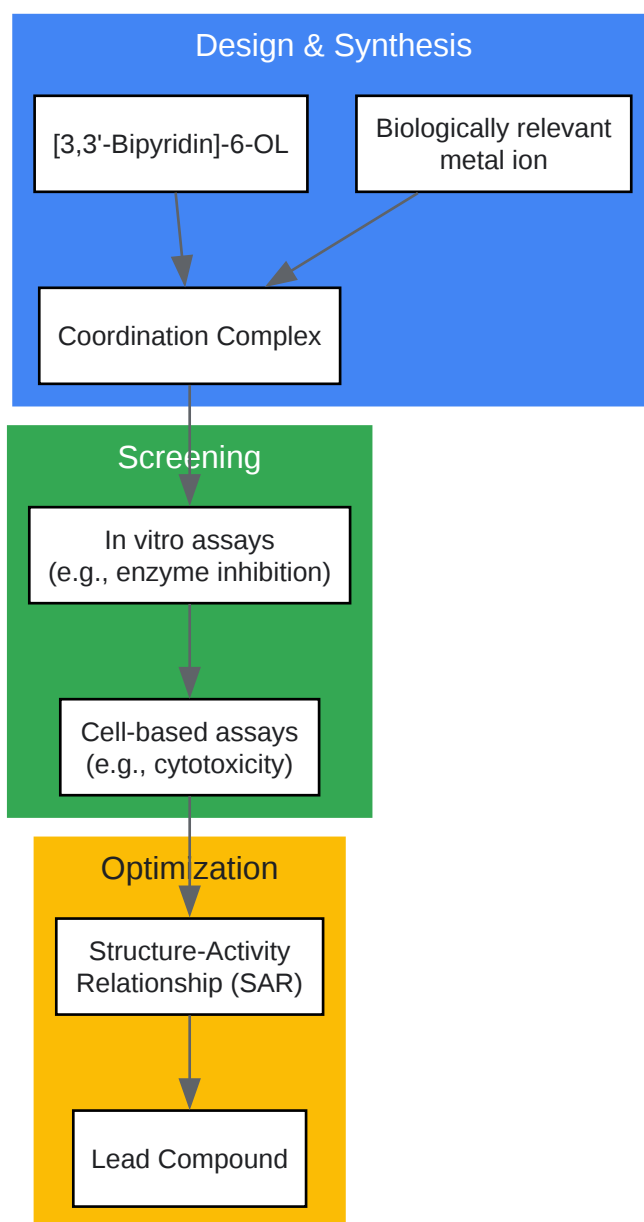 Design & Synthesis
[3,3'-Bipyridin]-6-OL
Biologically relevant
metal ion
Coordination Complex
Screening
In vitro assays
(e.g., enzyme inhibition)
Cell-based assays
(e.g., cytotoxicity)
Optimization
Structure-Activity
Relationship (SAR)
Lead Compound